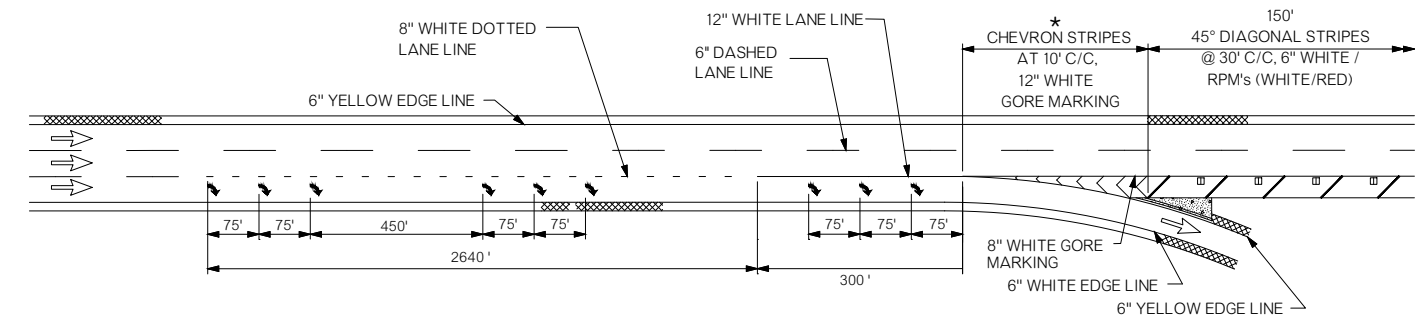 8" WHITE DOTTED
LANE LINE
12" WHITE LANE LINE
6" DASHED
LANE LINE
6" YELLOW EDGE LINE
*
CHEVRON STRIPES
AT 10' C/C,
12" WHITE
GORE MARKING
150'
45° DIAGONAL STRIPES
@ 30' C/C, 6" WHITE /
RPM's (WHITE/RED)
75'
75'
450'
75'
75'
75'
75'
75'
2640'
300'
8" WHITE GORE
MARKING
6" WHITE EDGE LINE
6" YELLOW EDGE LINE